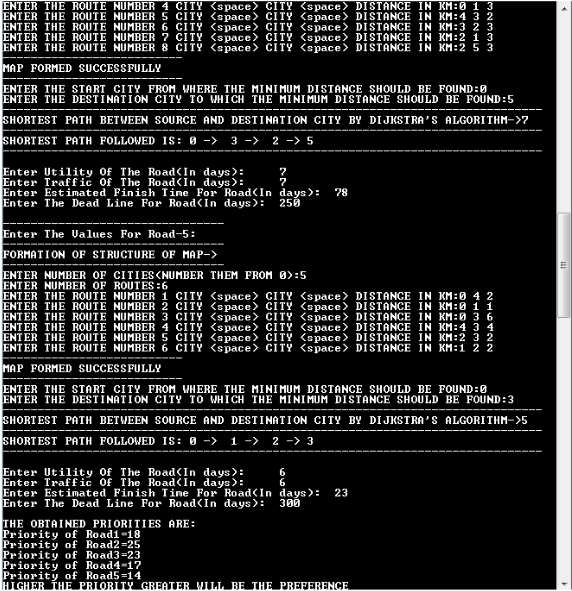 ENTER THE ROUTE NUMBER 4 CITY <space> CITY <space> DISTANCE IN KM:0 1 3
ENTER THE ROUTE NUMBER 5 CITY <space> CITY <space> DISTANCE IN KM:4 3 2
ENTER THE ROUTE NUMBER 6 CITY <space> CITY <space> DISTANCE IN KM:3 2 3
ENTER THE ROUTE NUMBER 7 CITY <space> CITY <space> DISTANCE IN KM:2 1 3
ENTER THE ROUTE NUMBER 8 CITY <space> CITY <space> DISTANCE IN KM:2 5 3
MAP FORMED SUCCESSFULLY
ENTER THE START CITY FROM WHERE THE MINIMUM DISTANCE SHOULD BE FOUND:0
ENTER THE DESTINATION CITY TO WHICH THE MINIMUM DISTANCE SHOULD BE FOUND:5
SHORTEST PATH BETWEEN SOURCE AND DESTINATION CITY BY DIJKSTRA'S ALGORITHM->7
SHORTEST PATH FOLLOWED IS: 0 -> 3 -> 2 -> 5
Enter Utility Of The Road(In days): 7
Enter Traffic Of The Road(In days): 7
Enter Estimated Finish Time For Road(In days): 78
Enter The Dead Line For Road(In days): 250
Enter The Values For Road-5:
FORMATION OF STRUCTURE OF MAP->
ENTER NUMBER OF CITIES(NUMBER THEM FROM 0):5
ENTER NUMBER OF ROUTES:6
ENTER THE ROUTE NUMBER 1 CITY <space> CITY <space> DISTANCE IN KM:0 4 2
ENTER THE ROUTE NUMBER 2 CITY <space> CITY <space> DISTANCE IN KM:0 1 1
ENTER THE ROUTE NUMBER 3 CITY <space> CITY <space> DISTANCE IN KM:0 3 6
ENTER THE ROUTE NUMBER 4 CITY <space> CITY <space> DISTANCE IN KM:4 3 4
ENTER THE ROUTE NUMBER 5 CITY <space> CITY <space> DISTANCE IN KM:2 3 2
ENTER THE ROUTE NUMBER 6 CITY <space> CITY <space> DISTANCE IN KM:1 2 2
MAP FORMED SUCCESSFULLY
ENTER THE START CITY FROM WHERE THE MINIMUM DISTANCE SHOULD BE FOUND:0
ENTER THE DESTINATION CITY TO WHICH THE MINIMUM DISTANCE SHOULD BE FOUND:3
SHORTEST PATH BETWEEN SOURCE AND DESTINATION CITY BY DIJKSTRA'S ALGORITHM->5
SHORTEST PATH FOLLOWED IS: 0 -> 1 -> 2 -> 3
Enter Utility Of The Road(In days): 6
Enter Traffic Of The Road(In days): 6
Enter Estimated Finish Time For Road(In days): 23
Enter The Dead Line For Road(In days): 300
THE OBTAINED PRIORITIES ARE:
Priority of Road1=18
Priority of Road2=25
Priority of Road3=23
Priority of Road4=17
Priority of Road5=14
HIGHER THE PRIORITY GREATER WILL BE THE PREFERENCE